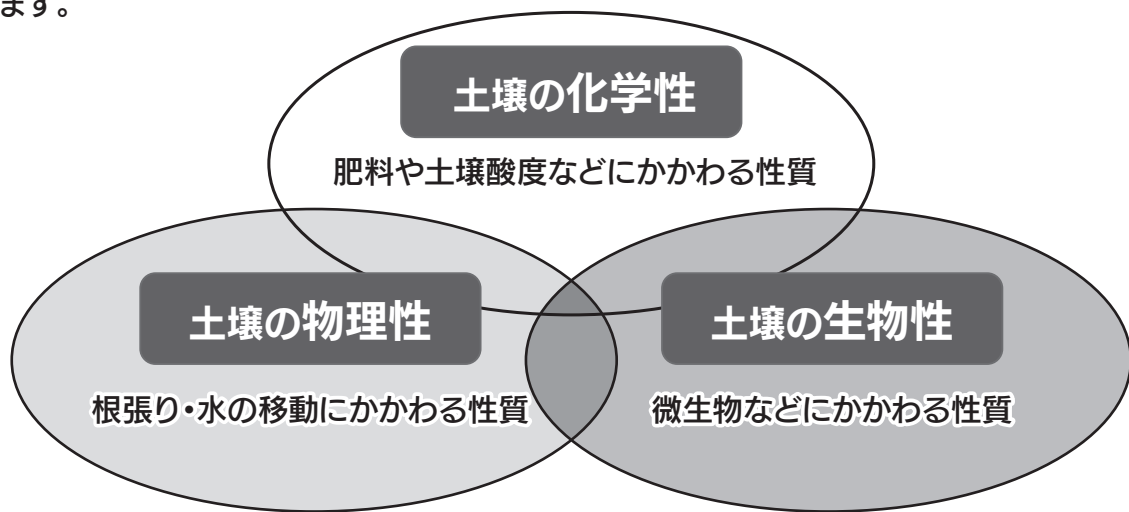 ます。
土壌の化学性
肥料や土壌酸度などにかかわる性質
土壌の物理性
根張り・水の移動にかかわる性質
土壌の生物性
微生物などにかかわる性質